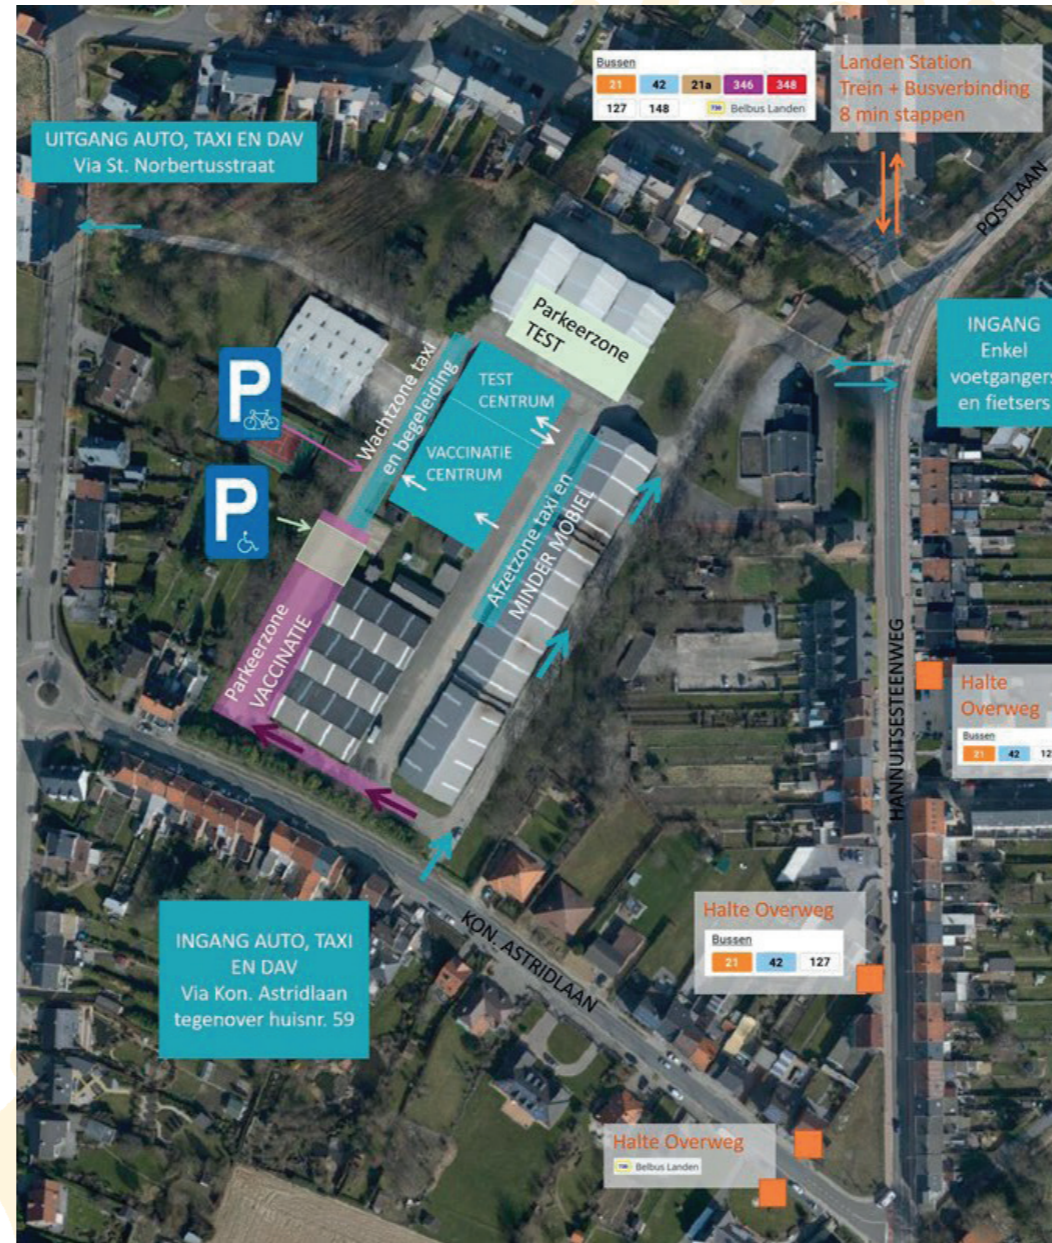 Bussen
21 42 21a 346 348
127 148 Belbus Landen
Landen Station
Trein + Busverbinding
8 min stappen
UITGANG AUTO, TAXI EN DAV
Via St. Norbertusstraat
POSTLAAN
INGANG
Enkel
voetgangers
en fietsers
Parkeerzone
TEST
P
Wachtzone taxi
en begeleiding
TEST
CENTRUM
VACCINATIE
CENTRUM
P
Afzetzone taxi en
MINDER MOBIEL
Parkeerzone
VACCINATIE
HANNUITSESTEENWEG
Halte
Overweg
Bussen
21 42 12
INGANG AUTO, TAXI
EN DAV
Via Kon. Astridlaan
tegenover huisnr. 59
KON. ASTRIDLAAN
Halte Overweg
Bussen
21 42 127
Halte Overweg
Belbus Landen